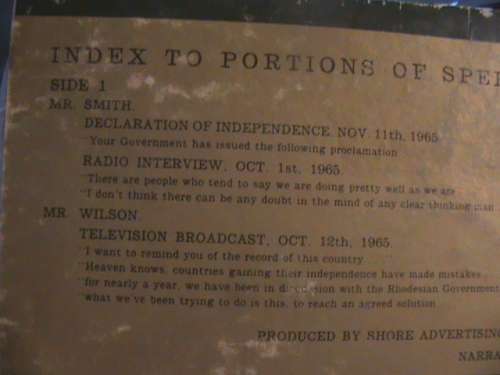 INDEX TO PORTIONS OF
SIDE 1
MR. SMITH.
DECLARATION OF INDEPENDENCE. NOV. 11th, 1965
"Your Government has issued the following proclamation
RADIO INTERVIEW, OCT. 1st, 1965
"There are people who tend to say we are doing pretty well as we are
"I don't think there can be any doubt in the mind of any clear thinking man
MR. WILSON.
TELEVISION BROADCAST, OCT. 12th, 1965.
"I want to remind you of the record of this country
"Heaven knows, countries gaining their independence have made mistakes
"for nearly a year, we have been in discussion with the Rhodesian Government
"what we've been trying to do is this, to reach an agreed solution
PRODUCED BY SHORE ADVERTISING
NARRA